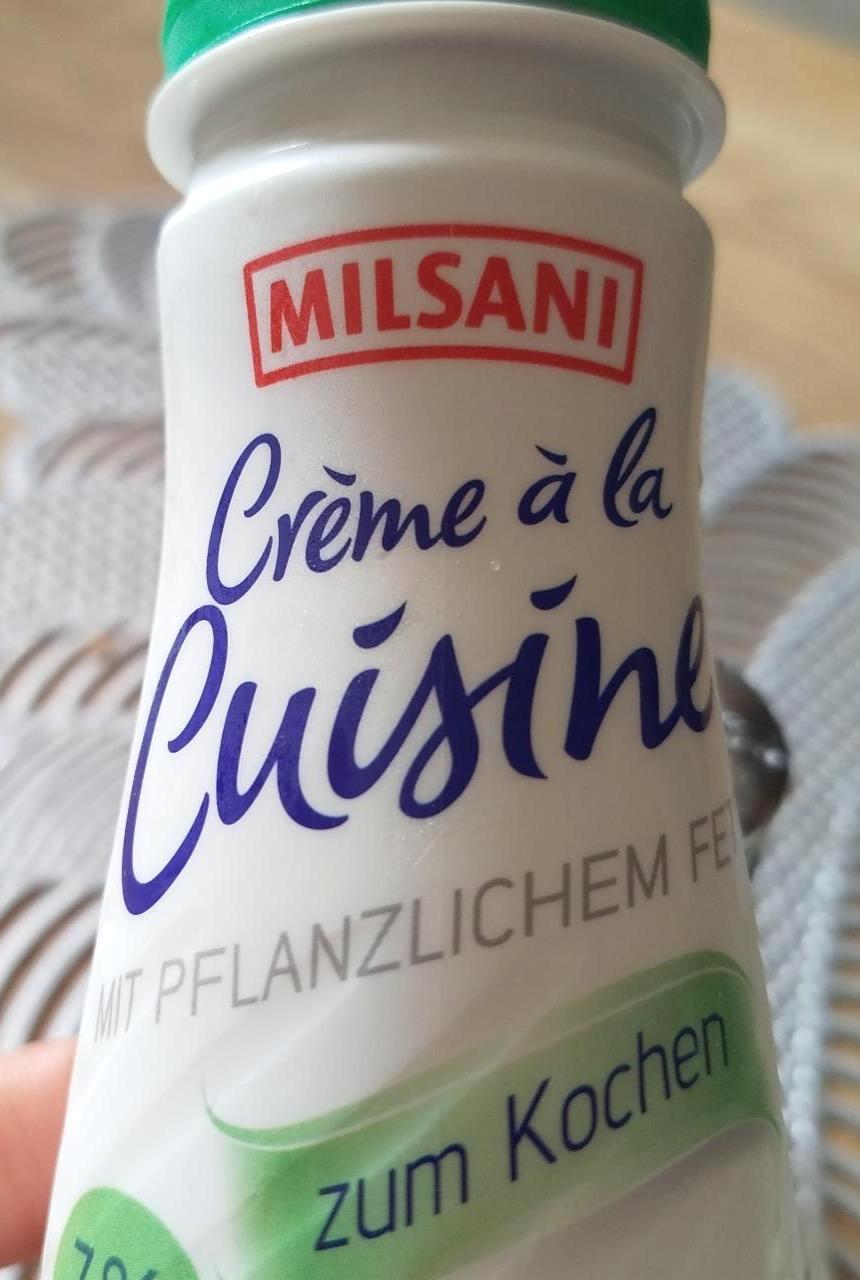 MILSANI
Crème à la
Cuisine
MIT PFLANZLICHEM
zum Kochen